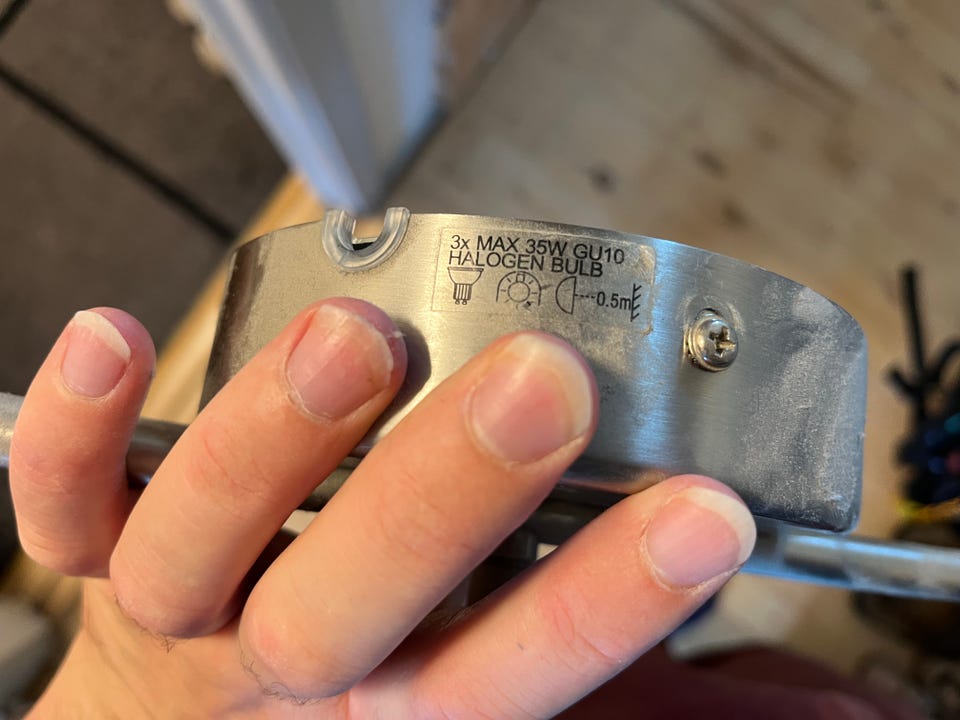 3x MAX 35W GU10
HALOGEN BULB
0.5m